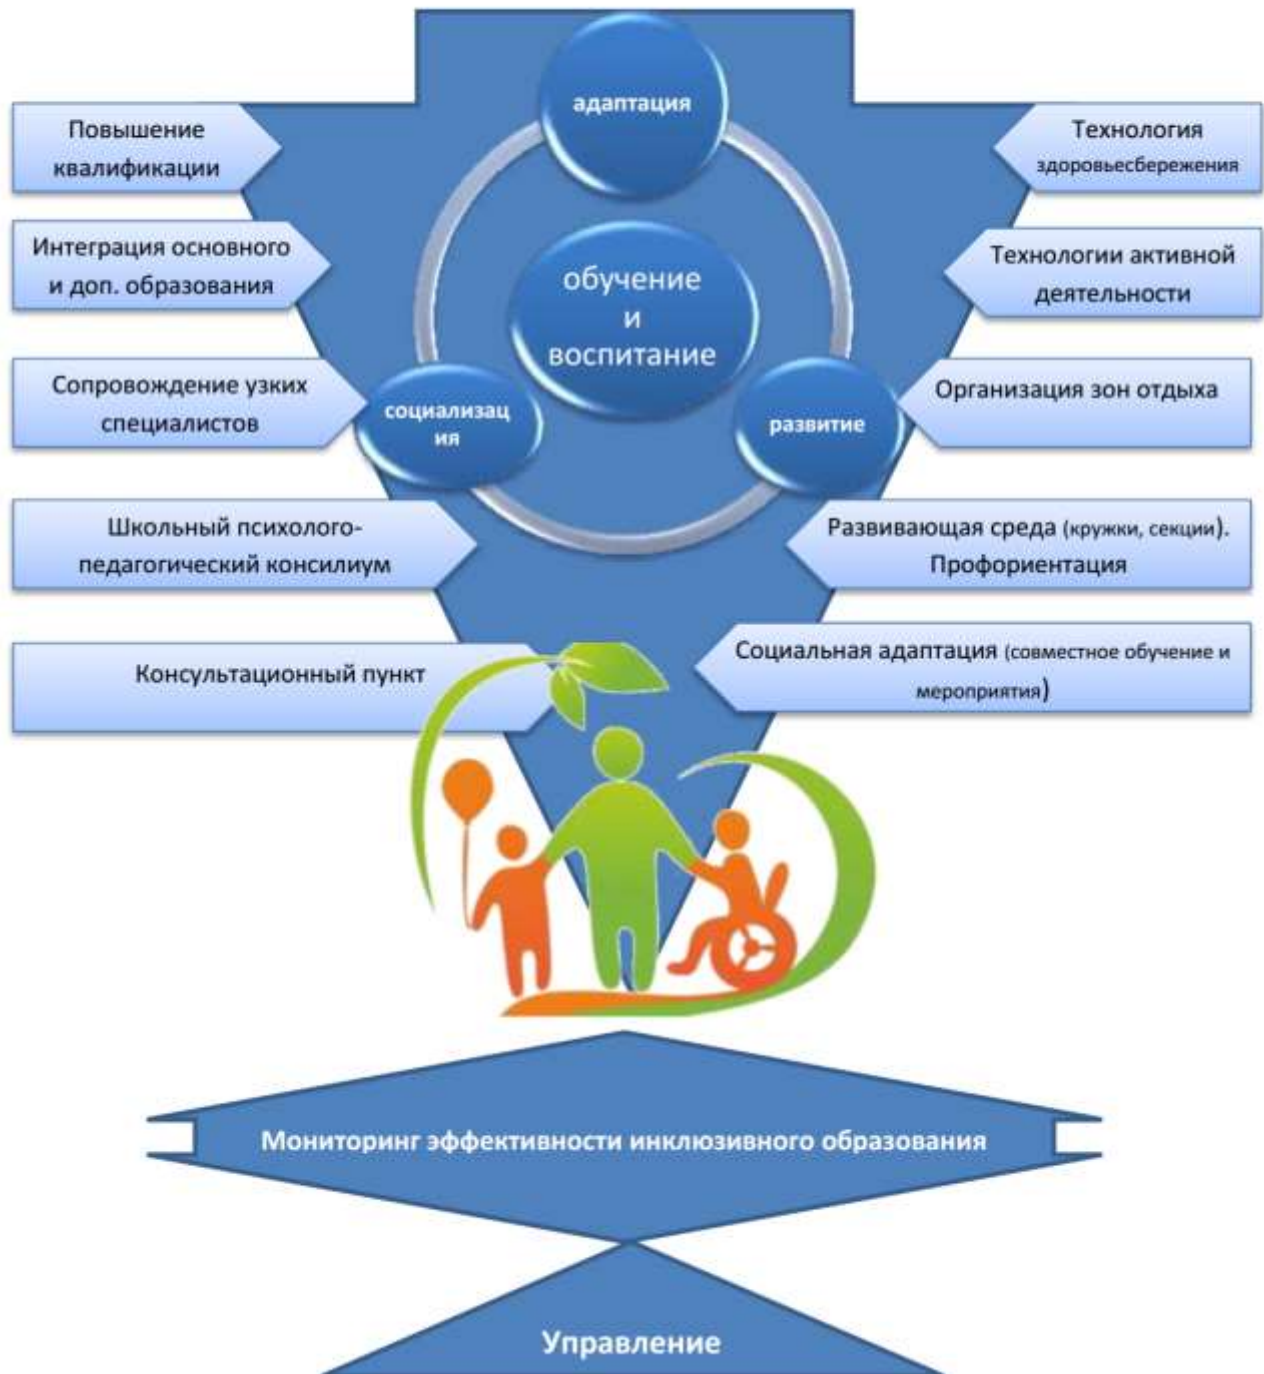 адаптация
обучение
и
воспитание
социализац
ия
развитие
Повышение
квалификации
Интеграция основного
и доп. образования
Сопровождение узких
специалистов
Школьный психолого-
педагогический консилиум
Консультационный пункт
Технология
здоровьесбережения
Технологии активной
деятельности
Организация зон отдыха
Развивающая среда (кружки, секции).
Профориентация
Социальная адаптация (совместное обучение и
мероприятия)
Мониторинг эффективности инклюзивного образования
Управление